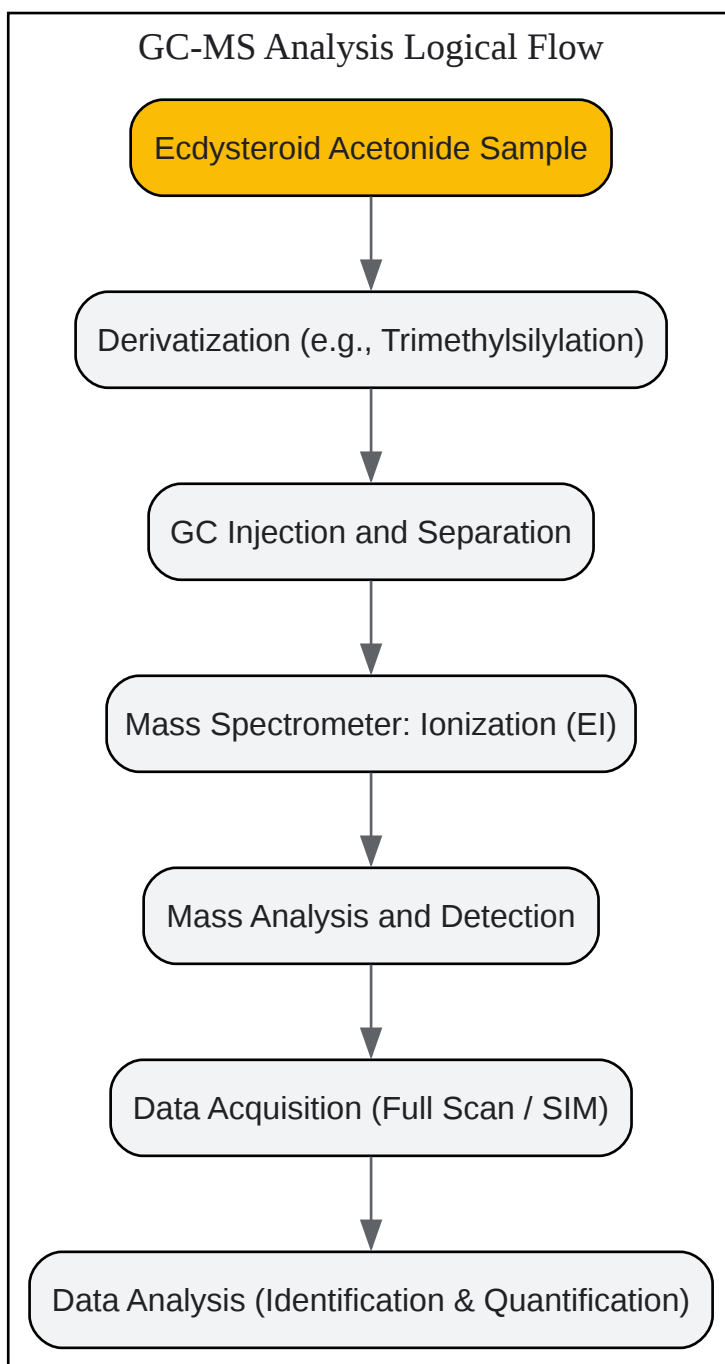 GC-MS Analysis Logical Flow
Ecdysteroid Acetonide Sample
Derivatization (e.g., Trimethylsilylation)
GC Injection and Separation
Mass Spectrometer: Ionization (EI)
Mass Analysis and Detection
Data Acquisition (Full Scan / SIM)
Data Analysis (Identification & Quantification)